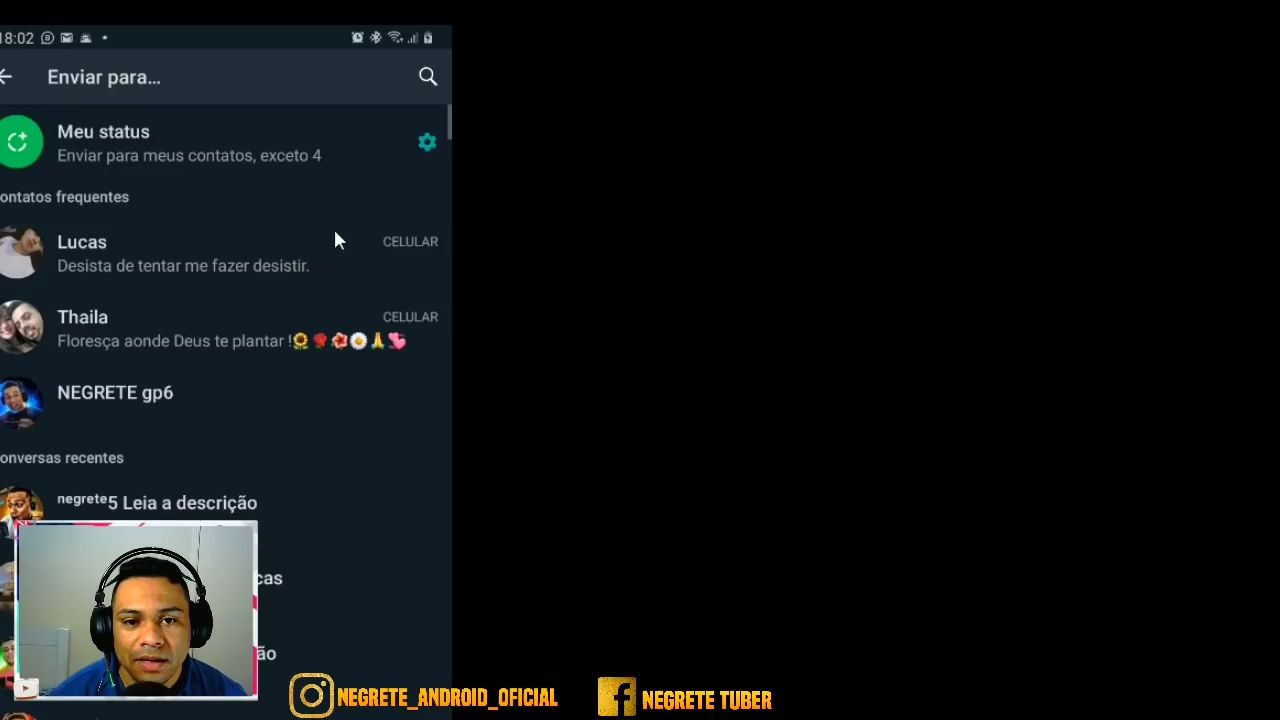 18:02
Enviar para...
Meu status
Enviar para meus contatos, exceto 4
ontatos frequentes
Lucas
CELULAR
Desista de tentar me fazer desistir.
Thaila
CELULAR
Floresça aonde Deus te plantar !🌻🌹🌺🌼🙏💞
NEGRETE gp6
onversas recentes
negrete5 Leia a descrição
cas
ão
NEGRETE_ANDROID_OFICIAL
NEGRETE TUBER